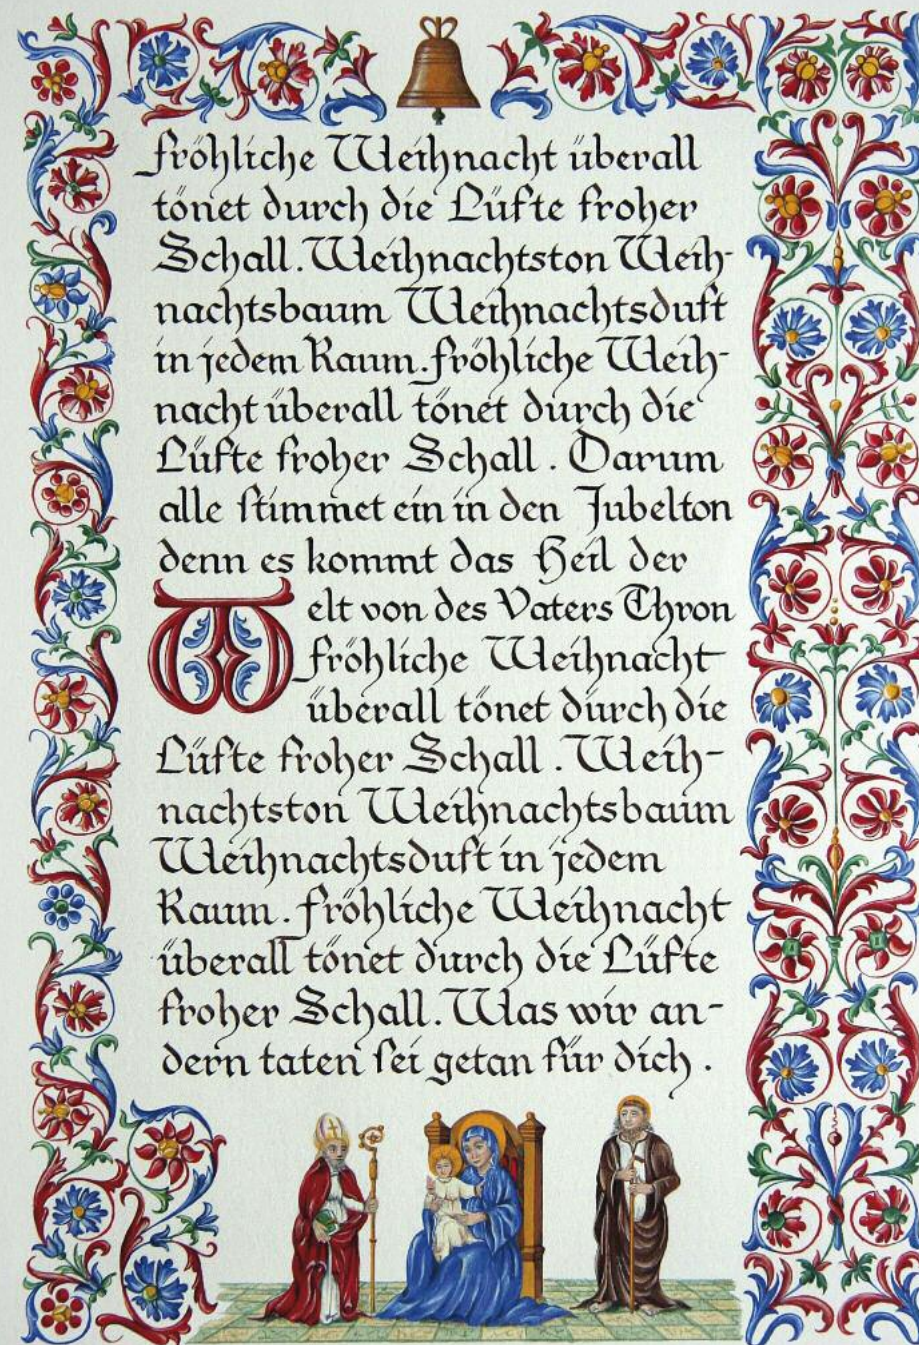 fröhliche Weihnacht überall
tönet durch die Lüfte froher
Schall. Weihnachtston Weih-
nachtsbaum Weihnachtsduft
in jedem Raum. fröhliche Weih-
nacht überall tönet durch die
Lüfte froher Schall. Darum
alle stimmet ein in den Jubelton
denn es kommt das Heil der
Welt von des Vaters Thron
fröhliche Weihnacht
überall tönet durch die
Lüfte froher Schall. Weih-
nachtston Weihnachtsbaum
Weihnachtsduft in jedem
Raum. fröhliche Weihnacht
überall tönet durch die Lüfte
froher Schall. Was wir an-
dern taten sei getan für dich.